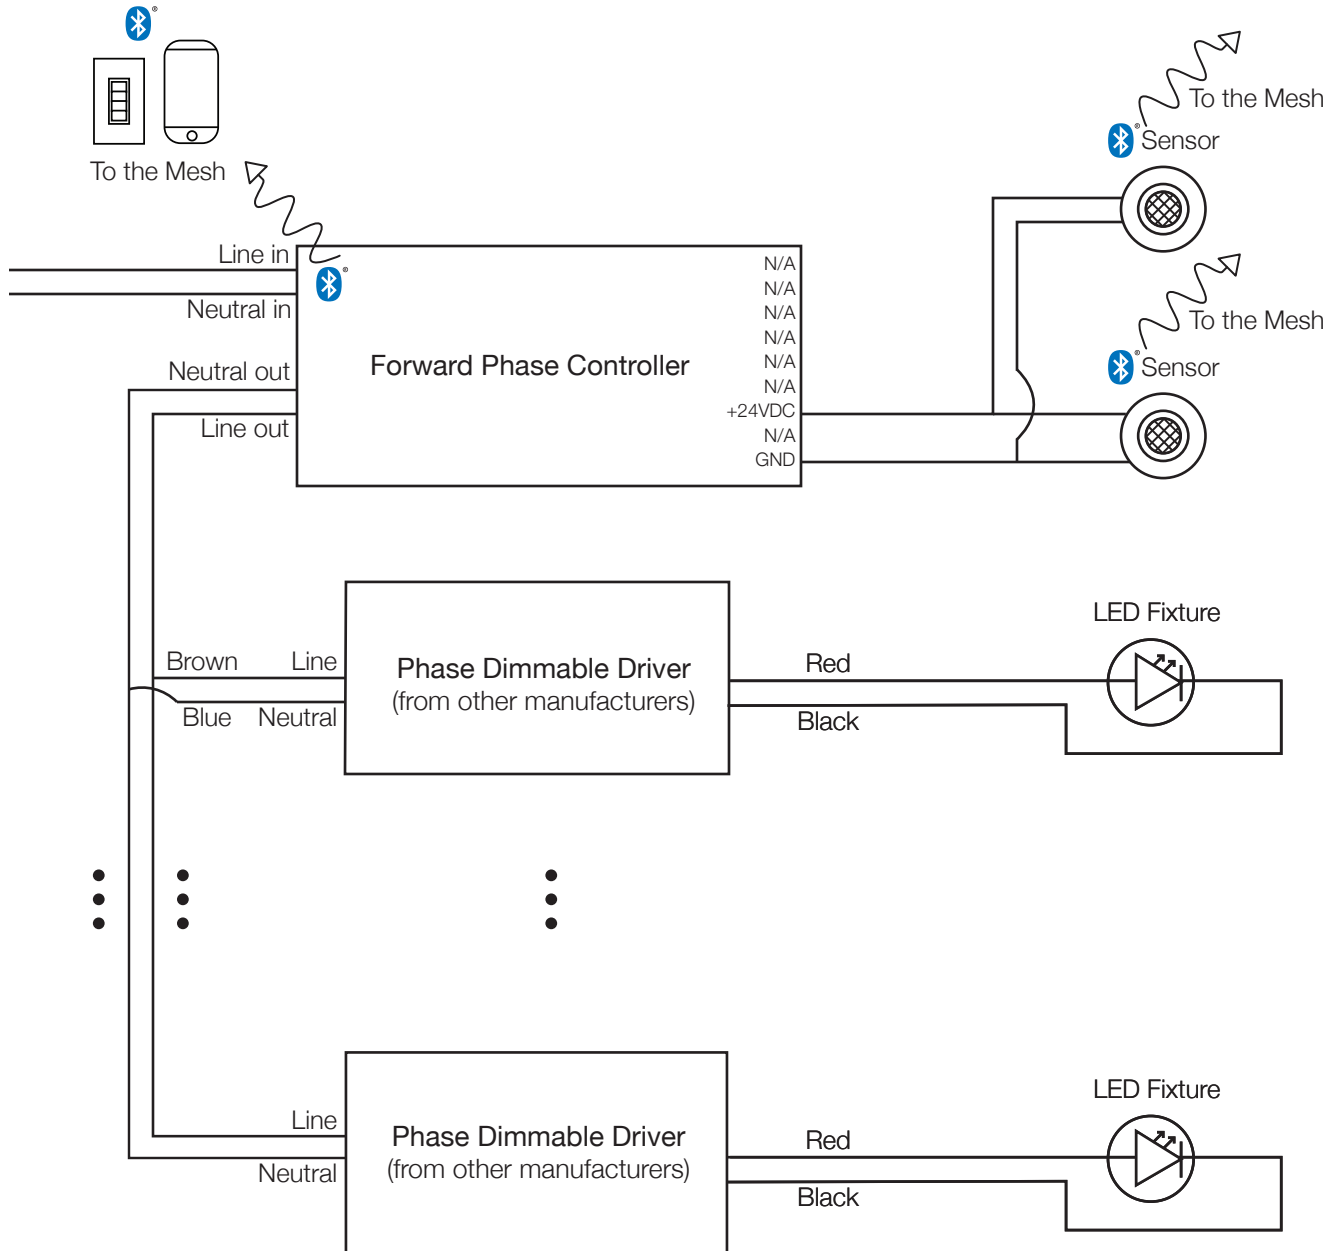 To the Mesh
Sensor
To the Mesh
Line in
Neutral in
Neutral out
Line out
Forward Phase Controller
N/A
N/A
N/A
N/A
N/A
N/A
+24VDC
N/A
GND
To the Mesh
Sensor
LED Fixture
Brown
Line
Blue
Neutral
Phase Dimmable Driver
(from other manufacturers)
Red
Black
LED Fixture
Line
Neutral
Phase Dimmable Driver
(from other manufacturers)
Red
Black